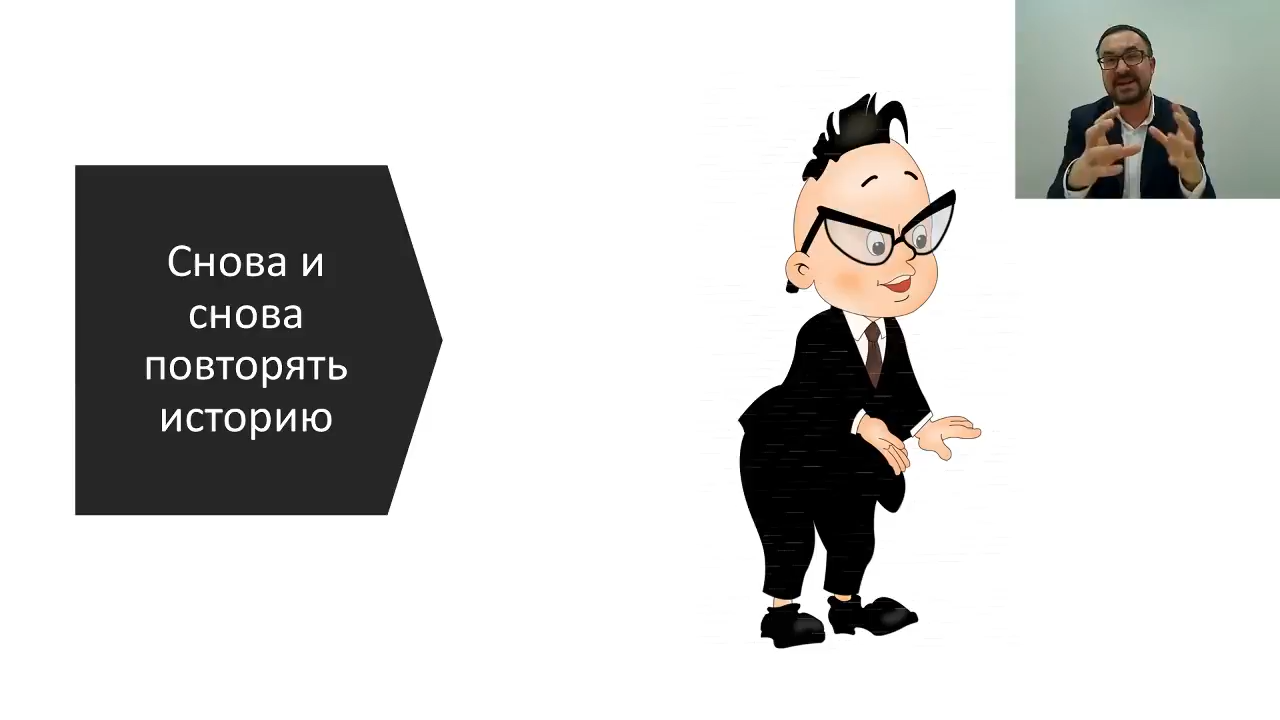 Снова и
снова
повторять
историю